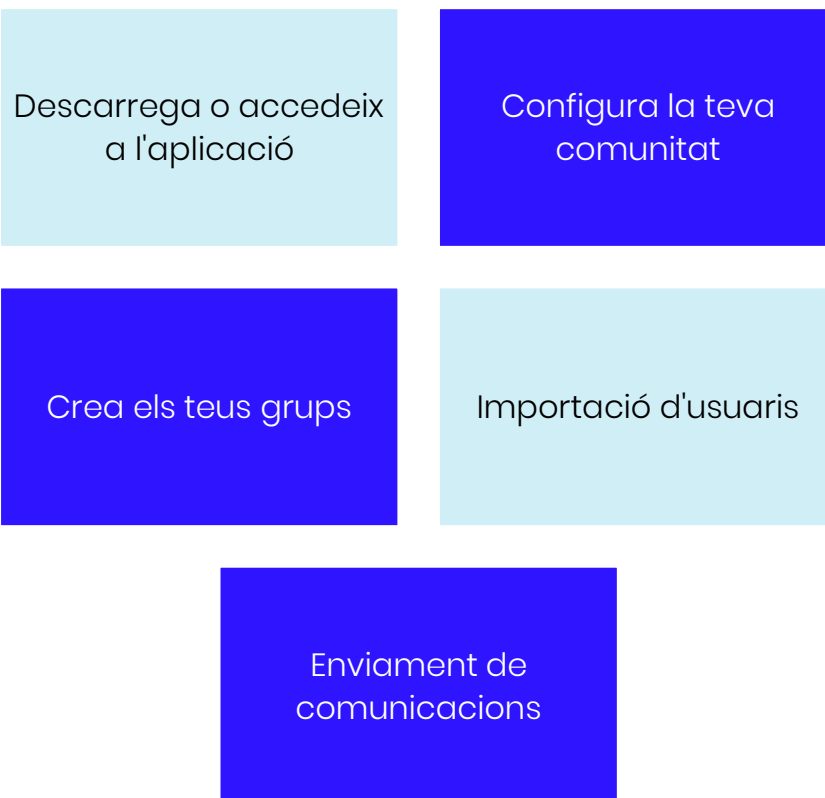 Descarrega o accedeix
a l'aplicació
Configura la teva
comunitat
Crea els teus grups
Importació d'usuaris
Enviament de
comunicacions